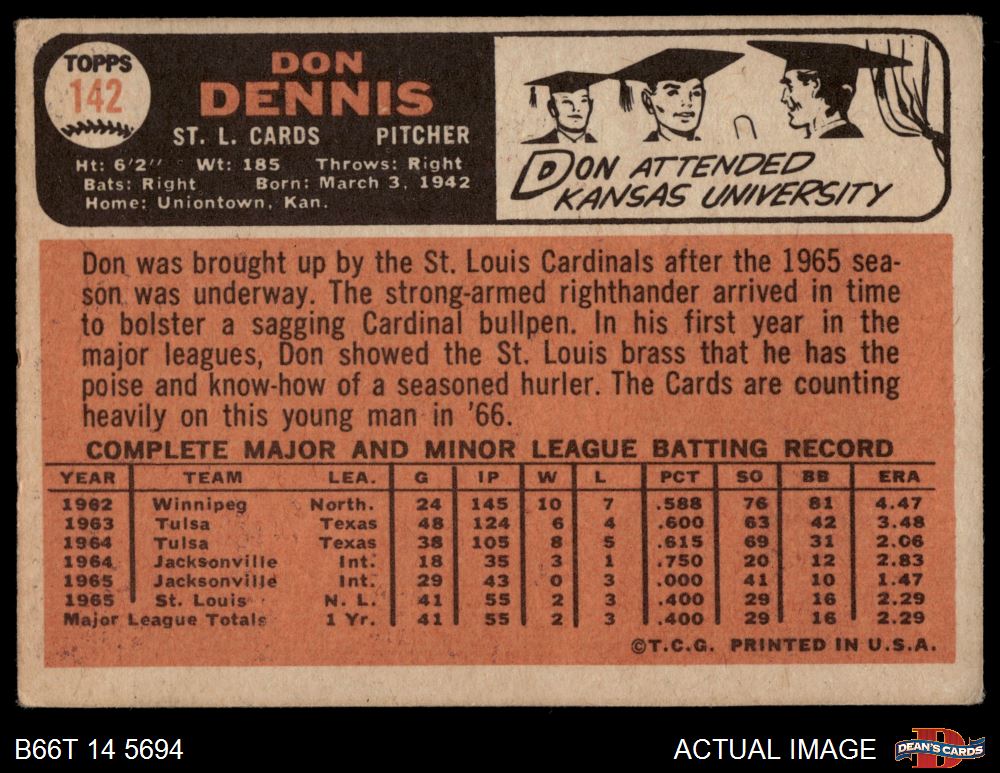 TOPPS
142
DON
DENNIS
ST. L. CARDS PITCHER
Ht: 6'2" Wt: 185 Throws: Right
Bats: Right Born: March 3, 1942
Home: Uniontown, Kan.
DON ATTENDED
KANSAS UNIVERSITY
Don was brought up by the St. Louis Cardinals after the 1965 sea-
son was underway. The strong-armed righthander arrived in time
to bolster a sagging Cardinal bullpen. In his first year in the
major leagues, Don showed the St. Louis brass that he has the
poise and know-how of a seasoned hurler. The Cards are counting
heavily on this young man in '66.
COMPLETE MAJOR AND MINOR LEAGUE BATTING RECORD
YEAR TEAM LEA. G IP W L PCT SO BB ERA
1962 Winnipeg North. 24 145 10 7 .588 76 81 4.47
1963 Tulsa Texas 48 124 6 4 .600 63 42 3.48
1964 Tulsa Texas 38 105 8 5 .615 69 31 2.06
1964 Jacksonville Int. 18 35 3 1 .750 20 12 2.83
1965 Jacksonville Int. 29 43 0 3 .000 41 10 1.47
1965 St. Louis N. L. 41 55 2 3 .400 29 16 2.29
Major League Totals 1 Yr. 41 55 2 3 .400 29 16 2.29
©T.C.G. PRINTED IN U.S.A.
B66T 14 5694
ACTUAL IMAGE
D
DEAN'S CARDS